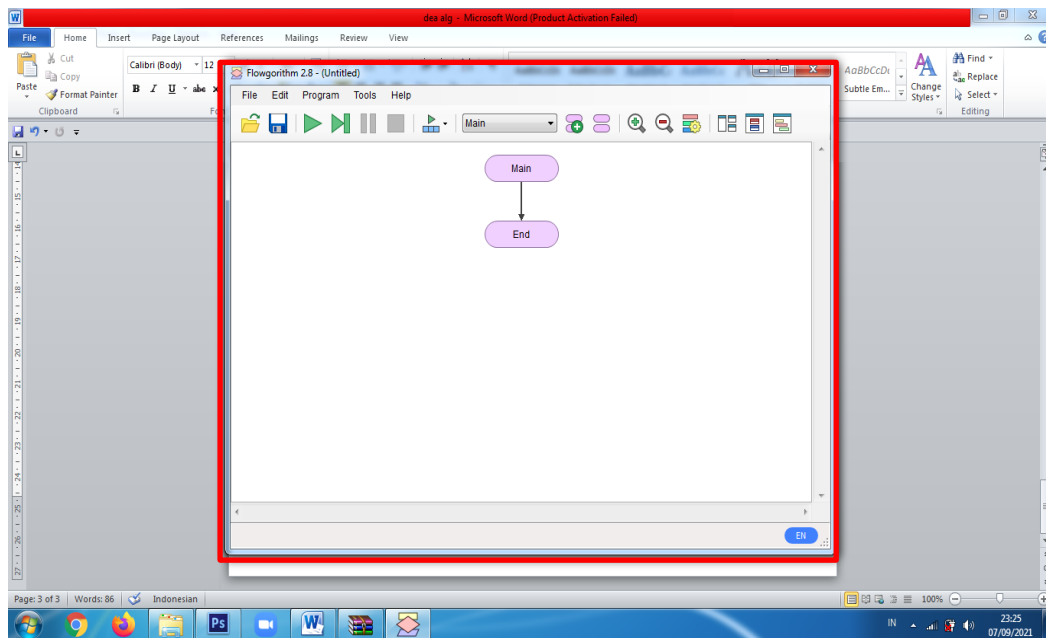 dea alg - Microsoft Word (Product Activation Failed)
File Home Insert Page Layout References Mailings Review View
Cut
Copy
Format Painter
Paste
Clipboard
Calibri (Body) 12
B I U abc
AaBbCcDc
Subtle Em...
Change
Styles
Find
Replace
Select
Editing
Flowgorithm 2.8 - (Untitled)
File Edit Program Tools Help
Main
Main
End
EN
Page: 3 of 3 Words: 86 Indonesian 100%
Ps W
IN 23:25
07/09/2021